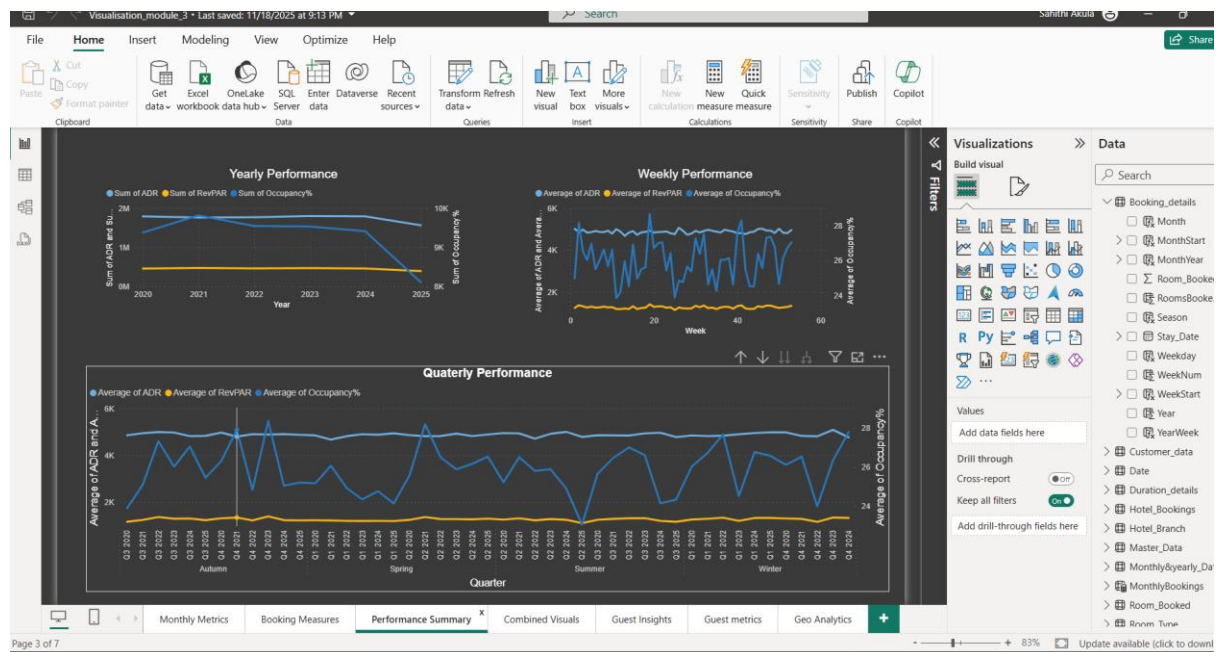 Visualisation_module_3 • Last saved: 11/18/2025 at 9:13 PM
Search
Sahithi Akula
File Home Insert Modeling View Optimize Help
Share
Paste
Cut
Copy
Format painter
Clipboard
Get data
Excel workbook
OneLake data hub
SQL Server
Enter data
Dataverse
Recent sources
Data
Transform data
Refresh
Queries
New visual
Text box
More visuals
Insert
New calculation
New measure
Quick measure
Calculations
Sensitivity
Sensitivity
Publish
Share
Copilot
Copilot
Yearly Performance
Sum of ADR Sum of RevPAR Sum of Occupancy%
Sum of ADR and Su...
2M
1M
0M
10K
9K
8K
Sum of Occupancy%
2020 2021 2022 2023 2024 2025
Year
Weekly Performance
Average of ADR Average of RevPAR Average of Occupancy%
Average of ADR and Avera...
6K
4K
2K
28
26
24
Average of Occupancy%
0 20 40 60
Week
Quaterly Performance
Average of ADR Average of RevPAR Average of Occupancy%
Average of ADR and A...
6K
4K
2K
28
26
24
Average of Occupancy%
Autumn Spring Summer Winter
Quarter
Filters
Visualizations
Build visual
R Py
Values
Add data fields here
Drill through
Cross-report
Off
Keep all filters
On
Add drill-through fields here
Data
Search
Booking_details
Month
MonthStart
MonthYear
Room_Booke
RoomsBooke
Season
Stay_Date
Weekday
WeekNum
WeekStart
Year
YearWeek
Customer_data
Date
Duration_details
Hotel_Bookings
Hotel_Branch
Master_Data
Monthly&yearly_Da
MonthlyBookings
Room_Booked
Room Type
Monthly Metrics Booking Measures Performance Summary x Combined Visuals Guest Insights Guest metrics Geo Analytics +
Page 3 of 7
- + 83%
Update available (click to downl